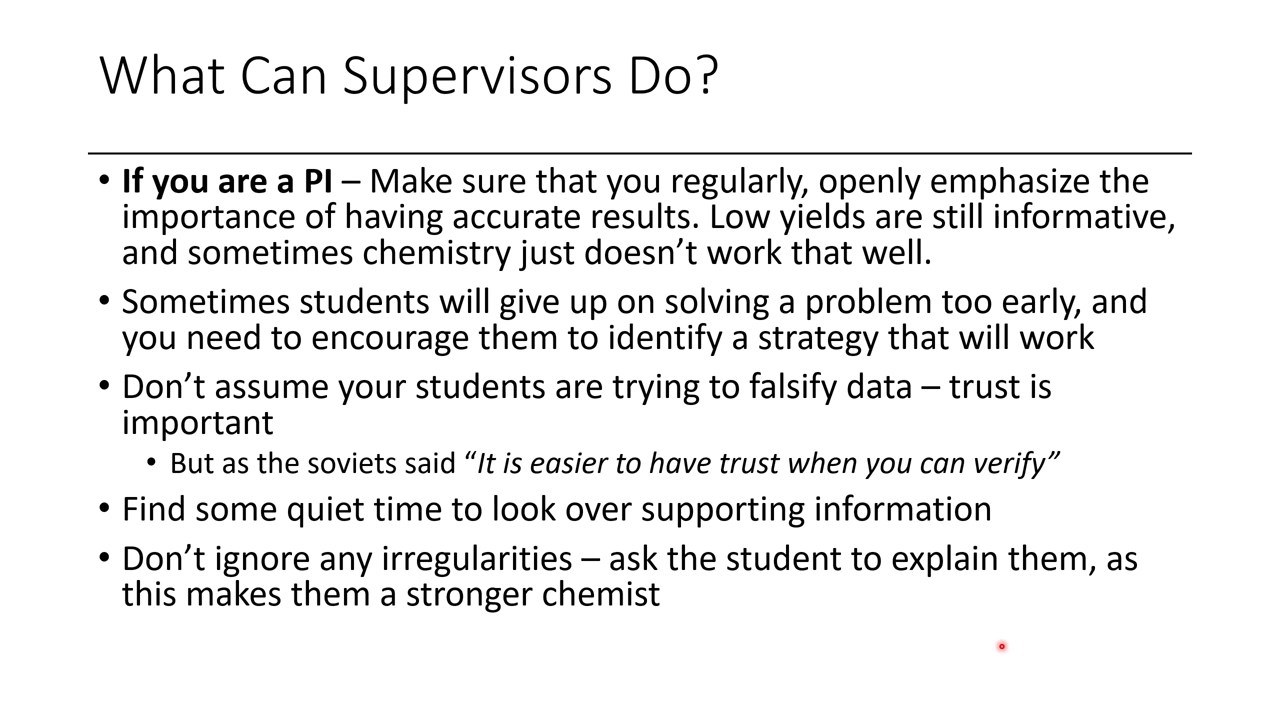 What Can Supervisors Do?
• If you are a PI – Make sure that you regularly, openly emphasize the
importance of having accurate results. Low yields are still informative,
and sometimes chemistry just doesn’t work that well.
• Sometimes students will give up on solving a problem too early, and
you need to encourage them to identify a strategy that will work
• Don’t assume your students are trying to falsify data – trust is
important
• But as the soviets said “It is easier to have trust when you can verify”
• Find some quiet time to look over supporting information
• Don’t ignore any irregularities – ask the student to explain them, as
this makes them a stronger chemist